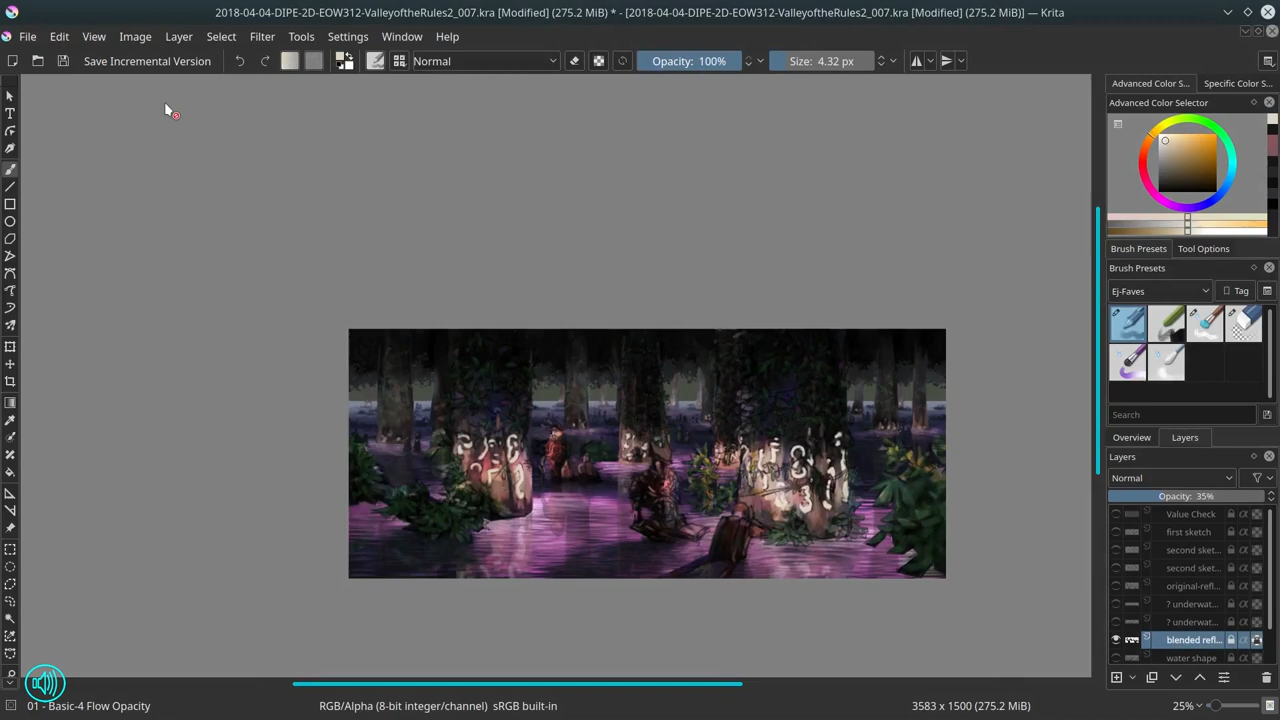 2018-04-04-DIPE-2D-EOW312-ValleyoftheRules2_007.kra [Modified] (275.2 MiB) * - [2018-04-04-DIPE-2D-EOW312-ValleyoftheRules2_007.kra [Modified] (275.2 MiB)] — Krita
File Edit View Image Layer Select Filter Tools Settings Window Help
Save Incremental Version Normal Opacity: 100% Size: 4.32 px
Advanced Color S... Specific Color S...
Advanced Color Selector
Brush Presets Tool Options
Brush Presets
Ej-Faves Tag
Search
Overview Layers
Layers
Normal
Opacity: 35%
Value Check
first sketch
second sket...
second sket...
original-refl...
? underwat...
? underwat...
blended refl...
water shape
01 - Basic-4 Flow Opacity RGB/Alpha (8-bit integer/channel) sRGB built-in 3583 x 1500 (275.2 MiB) 25%